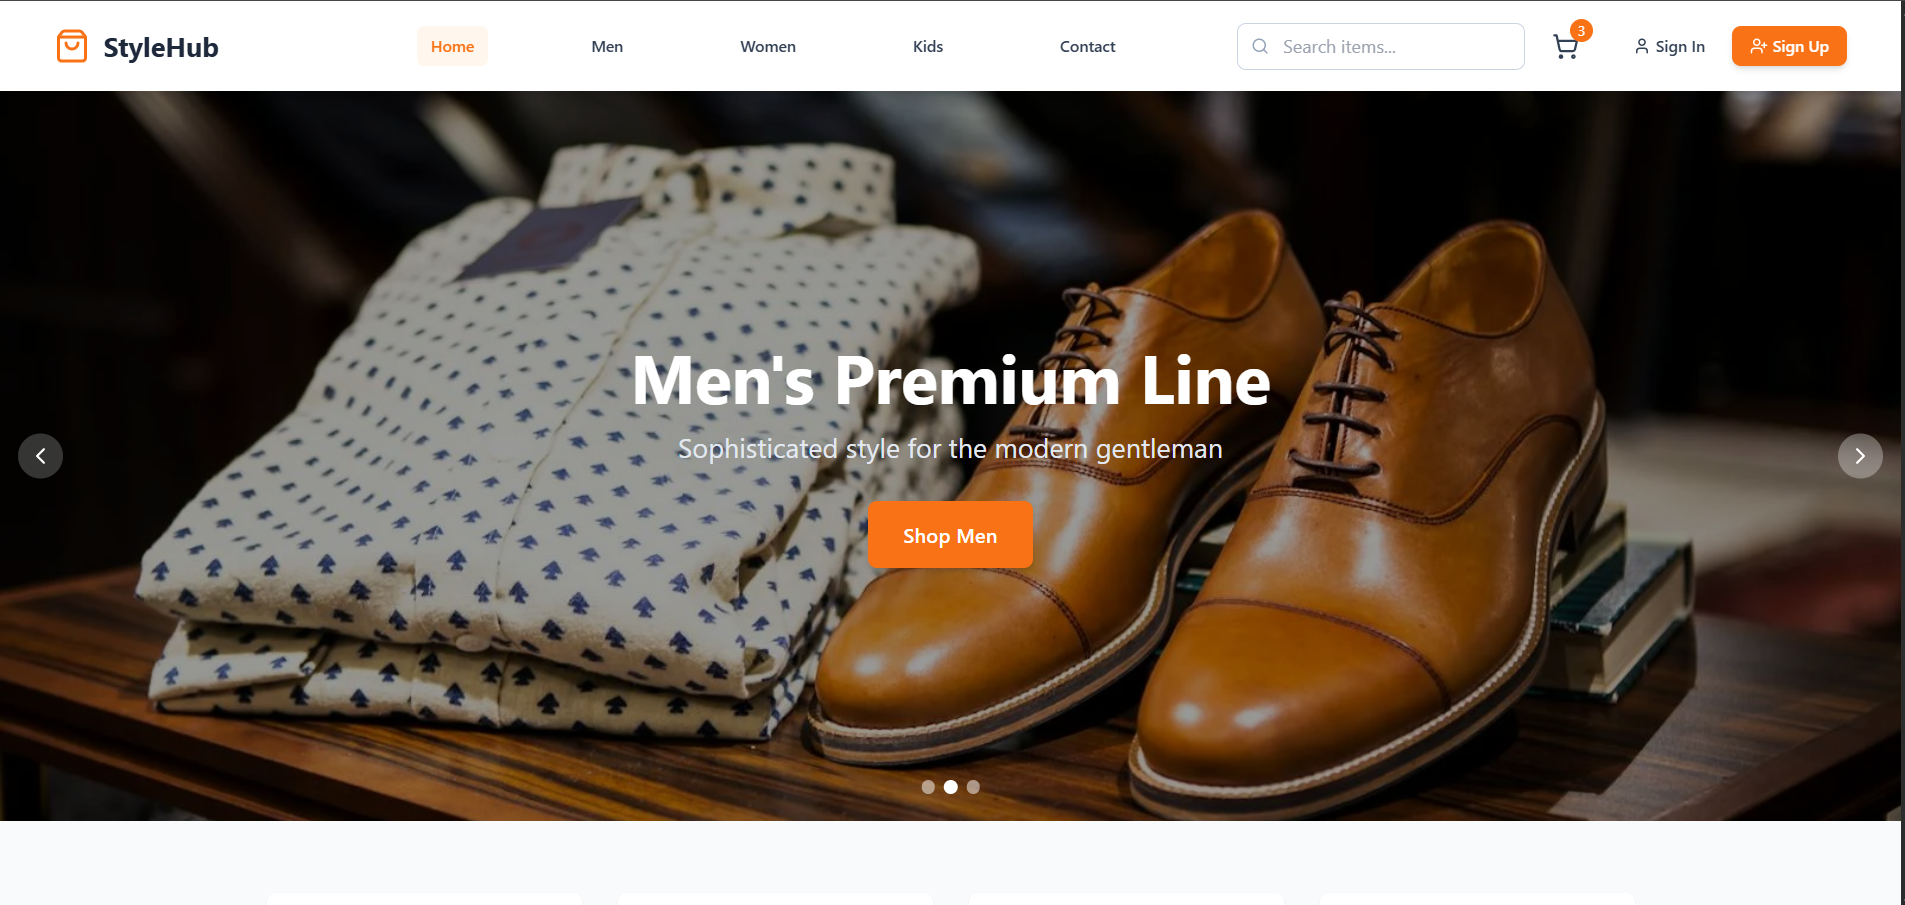 StyleHub
Home
Men
Women
Kids
Contact
Search items...
3
Sign In
Sign Up
Men's Premium Line
Sophisticated style for the modern gentleman
Shop Men